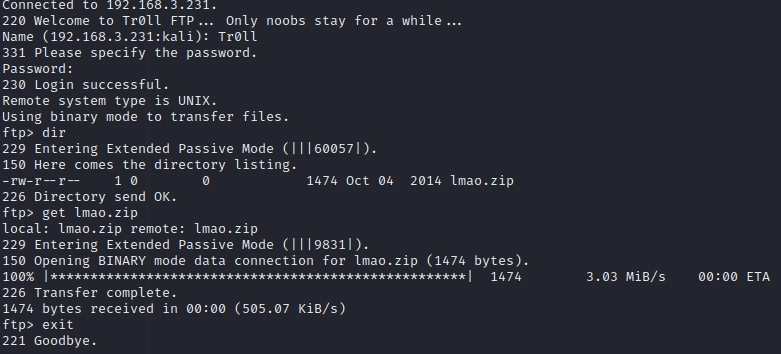 Connected to 192.168.3.231.
220 Welcome to Tr0ll FTP... Only noobs stay for a while...
Name (192.168.3.231:kali): Tr0ll
331 Please specify the password.
Password:
230 Login successful.
Remote system type is UNIX.
Using binary mode to transfer files.
ftp> dir
229 Entering Extended Passive Mode (|||60057|).
150 Here comes the directory listing.
-rw-r--r--    1 0        0            1474 Oct 04  2014 lmao.zip
226 Directory send OK.
ftp> get lmao.zip
local: lmao.zip remote: lmao.zip
229 Entering Extended Passive Mode (|||9831|).
150 Opening BINARY mode data connection for lmao.zip (1474 bytes).
100% |*****************************************************|  1474        3.03 MiB/s    00:00 ETA
226 Transfer complete.
1474 bytes received in 00:00 (505.07 KiB/s)
ftp> exit
221 Goodbye.